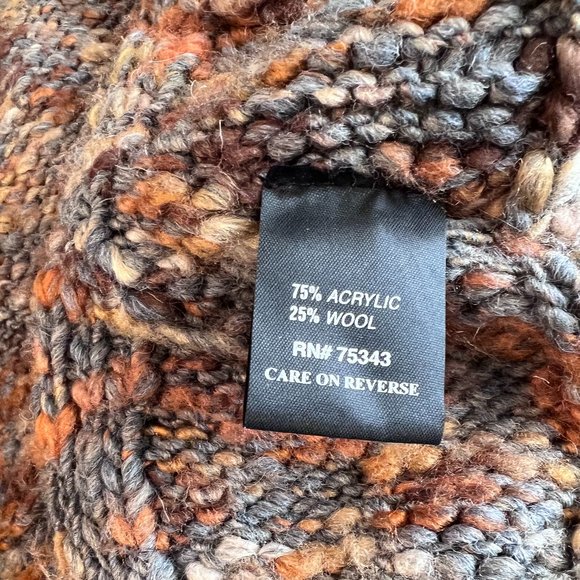 75% ACRYLIC
25% WOOL
RN# 75343
CARE ON REVERSE